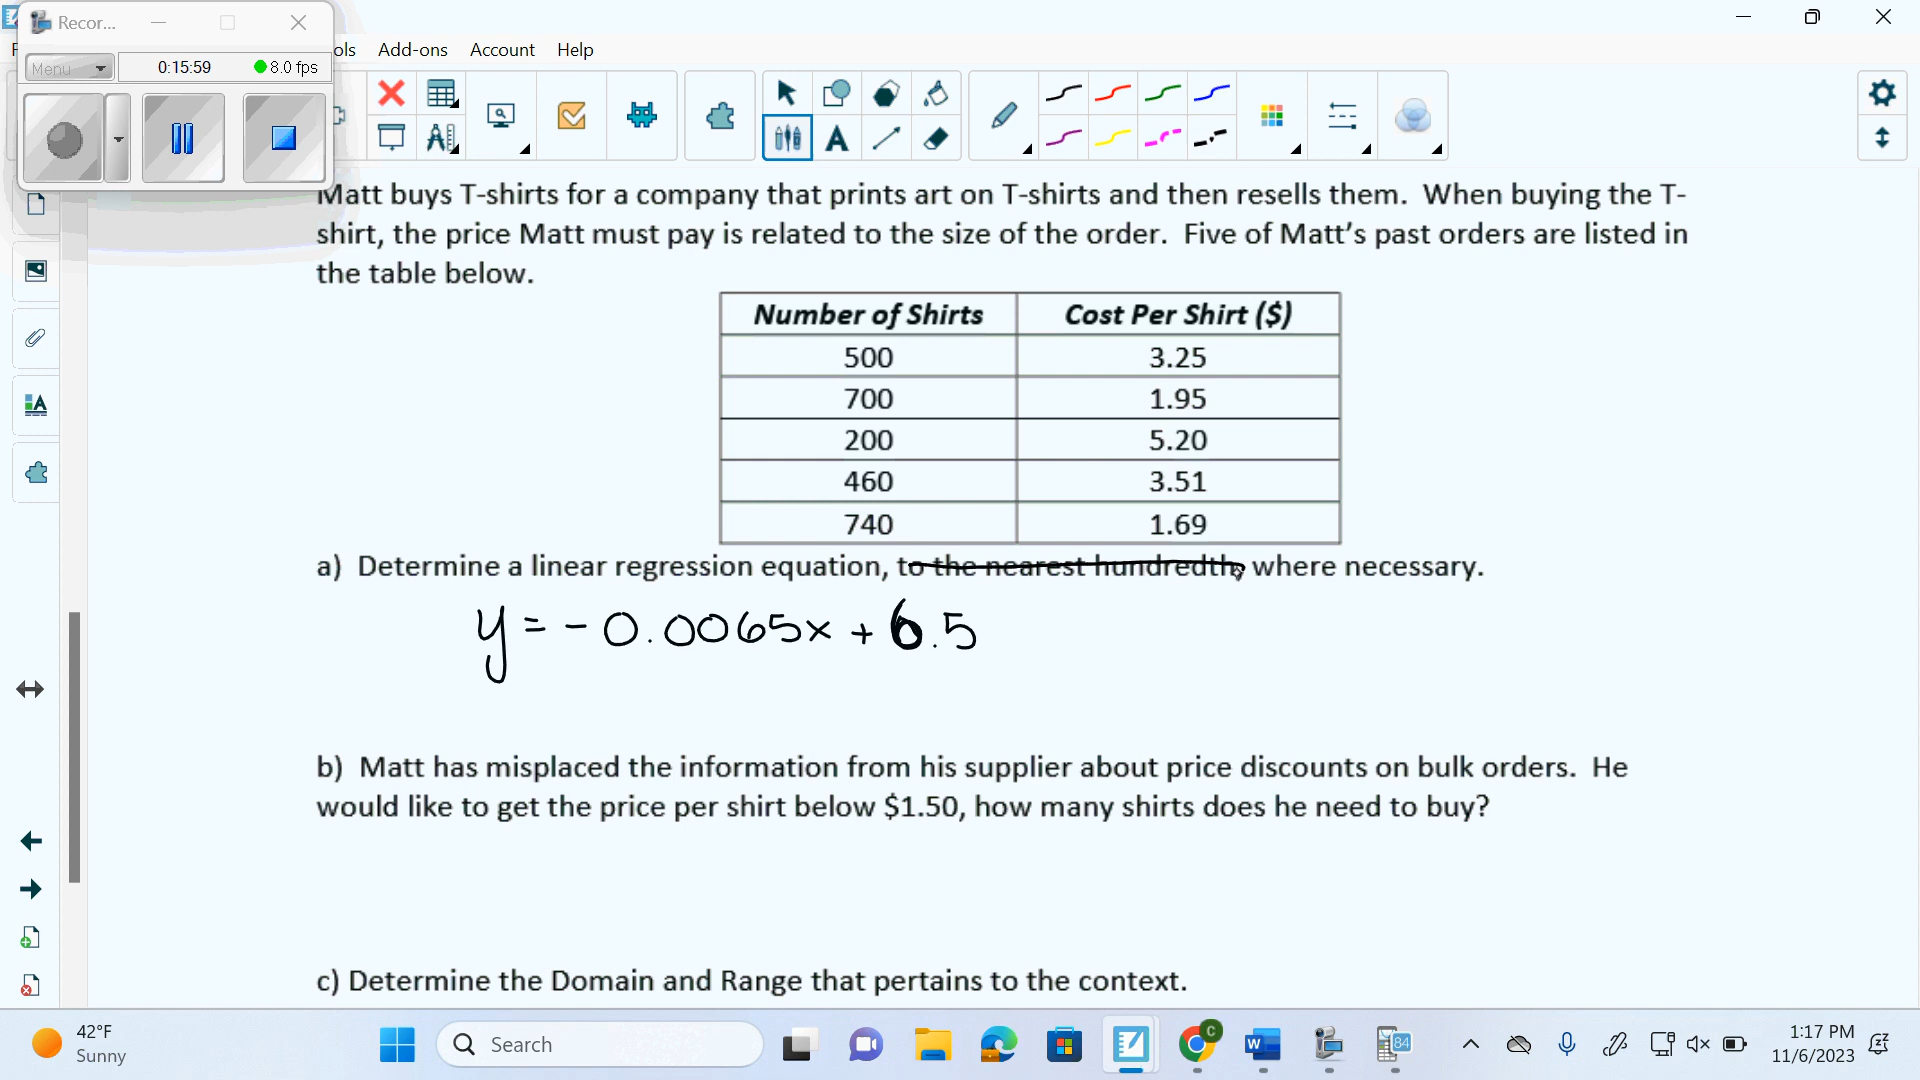 Recor...
ols Add-ons Account Help
Menu 0:15:59 8.0 fps
Matt buys T-shirts for a company that prints art on T-shirts and then resells them. When buying the T-
shirt, the price Matt must pay is related to the size of the order. Five of Matt's past orders are listed in
the table below.
Number of Shirts Cost Per Shirt ($)
500 3.25
700 1.95
200 5.20
460 3.51
740 1.69
a) Determine a linear regression equation, to the nearest hundredth, where necessary.
y = - 0.0065x + 6.5
b) Matt has misplaced the information from his supplier about price discounts on bulk orders. He
would like to get the price per shirt below $1.50, how many shirts does he need to buy?
c) Determine the Domain and Range that pertains to the context.
42°F
Sunny
Search
C
W
84
1:17 PM
11/6/2023